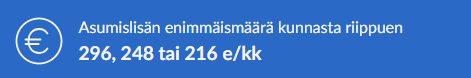 Asumislisän enimmäismäärä kunnasta riippuen
296, 248 tai 216 e/kk